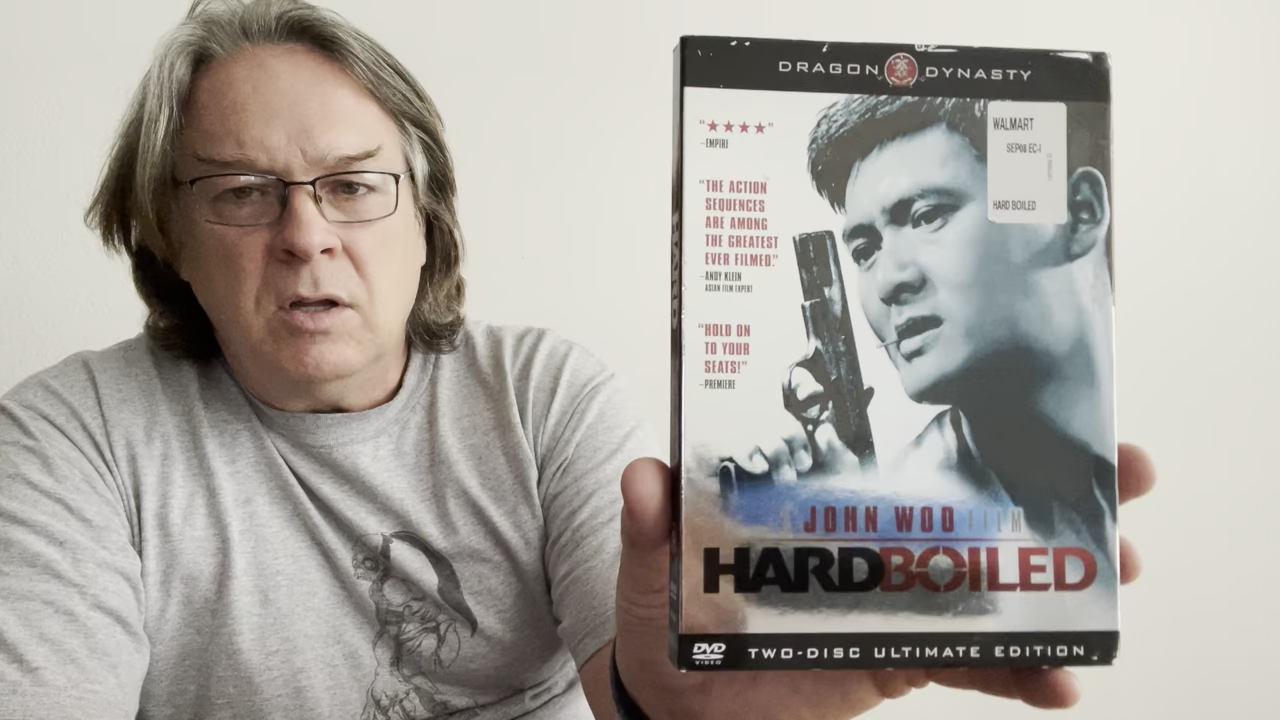 DRAGON DYNASTY
"★★★★"
–EMPIRE
"THE ACTION
SEQUENCES
ARE AMONG
THE GREATEST
EVER FILMED."
–ANDY KLEIN
ASIAN FILM EXPERT
"HOLD ON
TO YOUR
SEATS!"
–PREMIERE
WALMART
SEP08 EC-I
HARD BOILED
A JOHN WOO FILM
HARDBOILED
DVD
VIDEO
TWO-DISC ULTIMATE EDITION